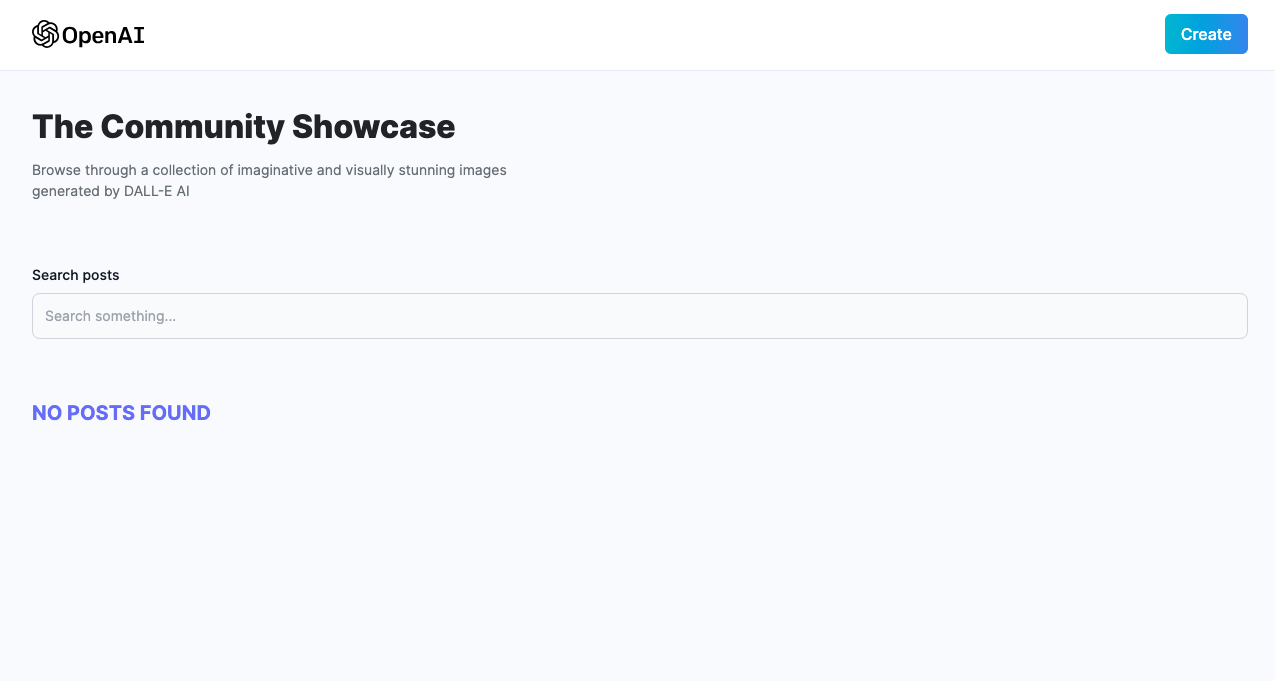 OpenAI
Create
The Community Showcase
Browse through a collection of imaginative and visually stunning images
generated by DALL-E AI
Search posts
Search something...
NO POSTS FOUND